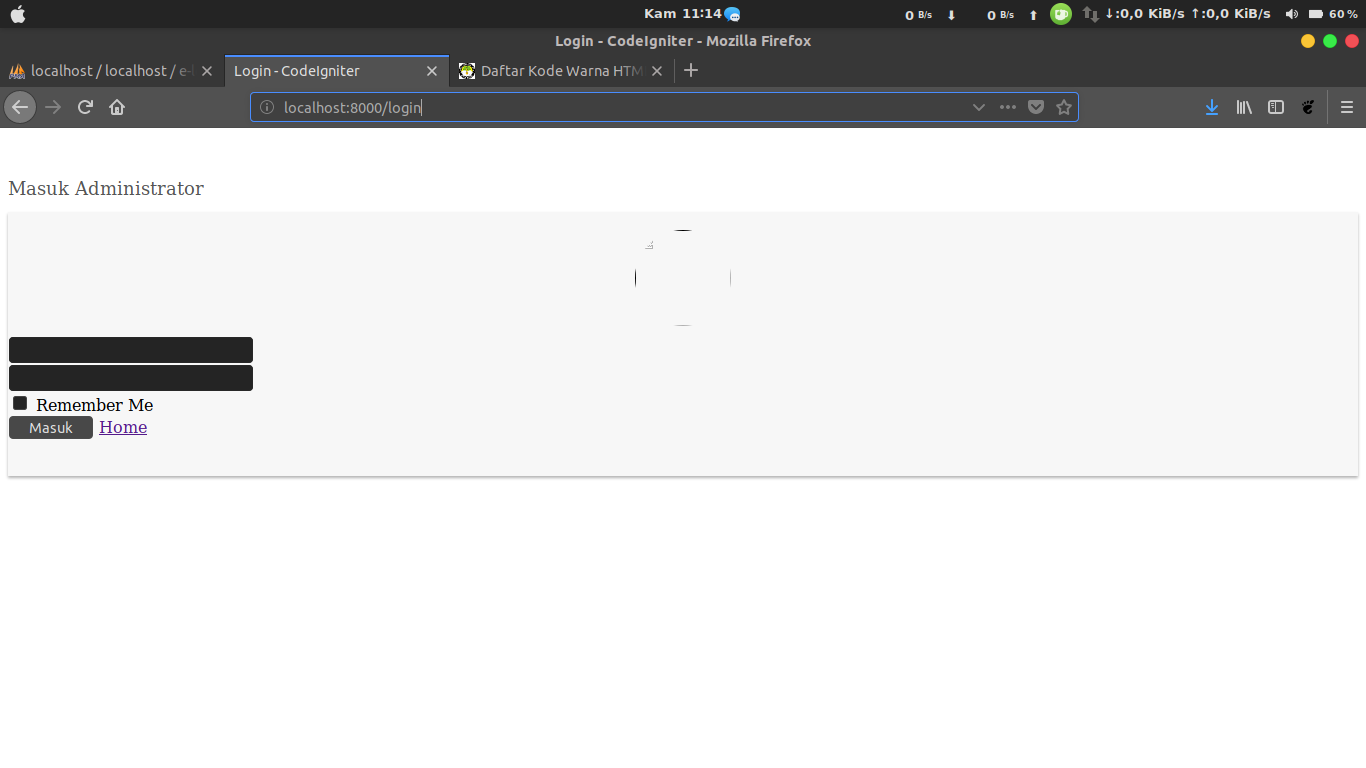 Kam 11:14
0 B/s ⬇ 0 B/s ⬆ ↓:0,0 KiB/s ↑:0,0 KiB/s 60 %
Login - CodeIgniter - Mozilla Firefox
localhost / localhost / e-
Login - CodeIgniter
Daftar Kode Warna HTM
localhost:8000/login
Masuk Administrator
Remember Me
Masuk Home